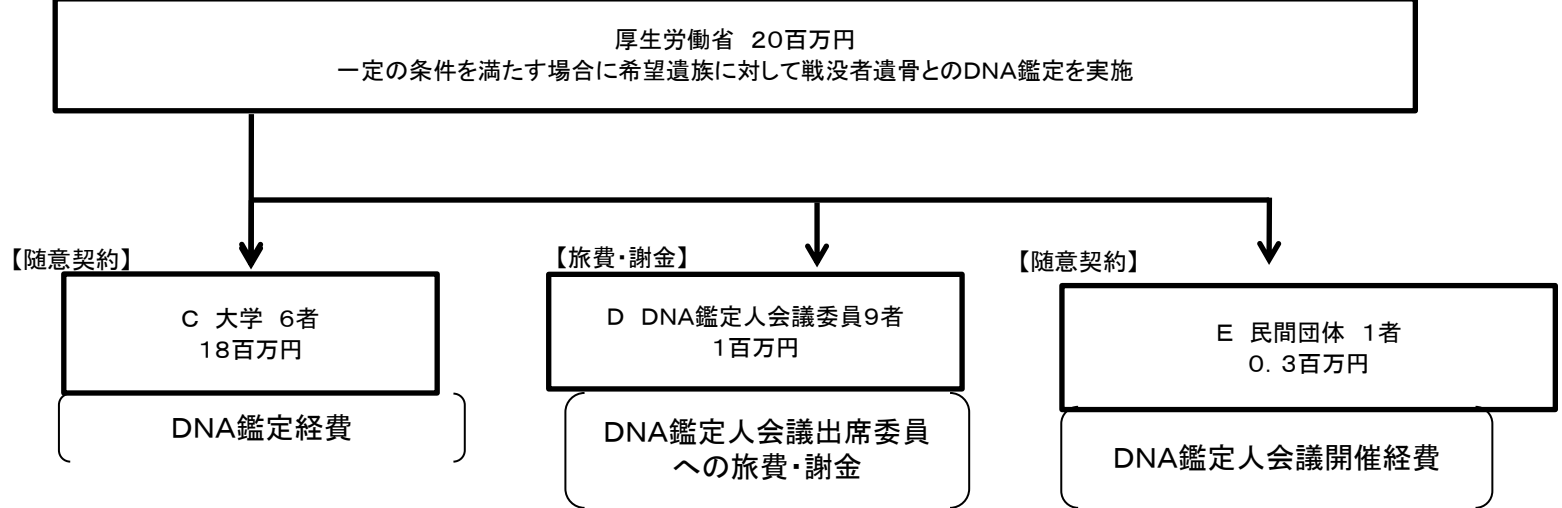 厚生労働省 20百万円
一定の条件を満たす場合に希望遺族に対して戦没者遺骨とのDNA鑑定を実施
【随意契約】
C 大学 6者
18百万円
DNA鑑定経費
【旅費・謝金】
D DNA鑑定人会議委員9者
1百万円
DNA鑑定人会議出席委員
への旅費・謝金
【随意契約】
E 民間団体 1者
0.3百万円
DNA鑑定人会議開催経費